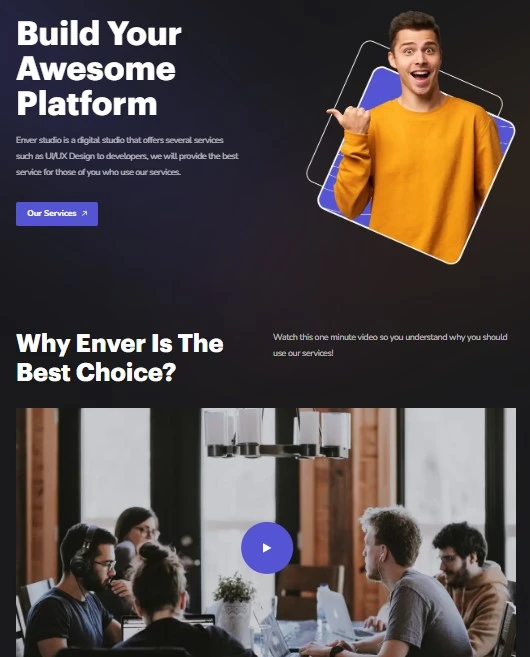 Build Your
Awesome
Platform
Enver studio is a digital studio that offers several services
such as UI/UX Design to developers, we will provide the best
service for those of you who use our services.
Our Services
Why Enver Is The
Best Choice?
Watch this one minute video so you understand why you should
use our services!